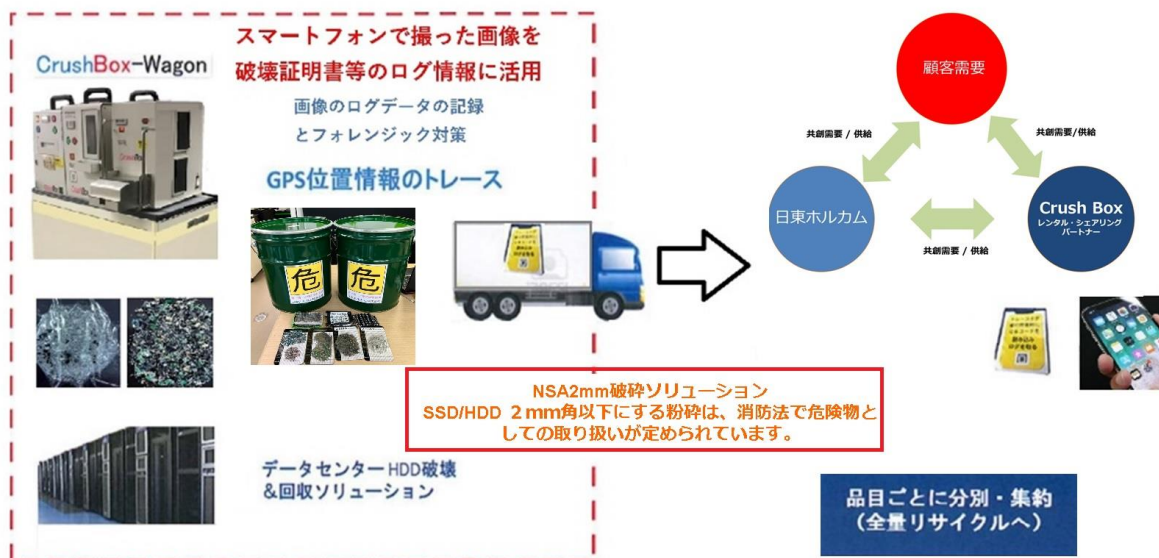 CrushBox-Wagon
スマートフォンで撮った画像を
破壊証明書等のログ情報に活用
画像のログデータの記録
とフォレンジック対策
GPS位置情報のトレース
危
危
データセンターHDD破壊
&回収ソリューション
NSA2mm破砕ソリューション
SSD/HDD 2mm角以下にする粉砕は、消防法で危険物と
しての取り扱いが定められています。
顧客需要
共創需要 / 供給
共創需要/供給
日東ホルカム
Crush Box
レンタル・シェアリング
パートナー
共創需要 / 供給
品目ごとに分別・集約
(全量リサイクルへ)